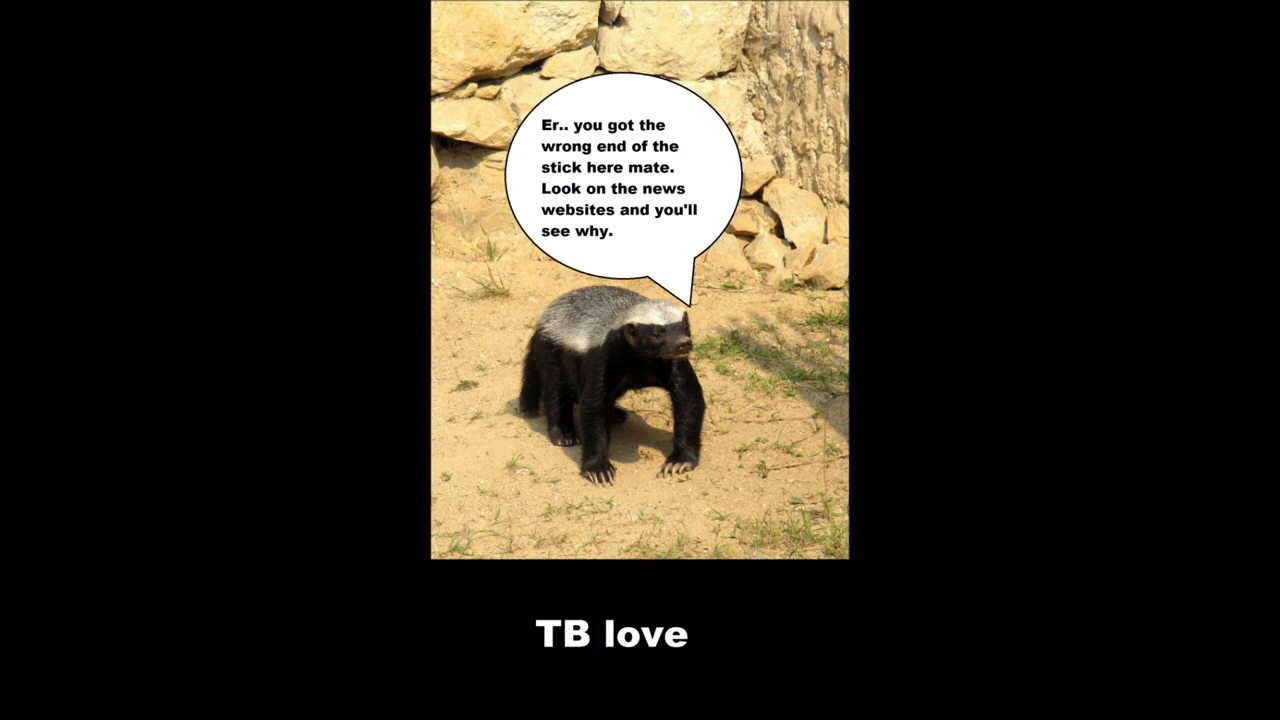 Er.. you got the
wrong end of the
stick here mate.
Look on the news
websites and you'll
see why.
TB love